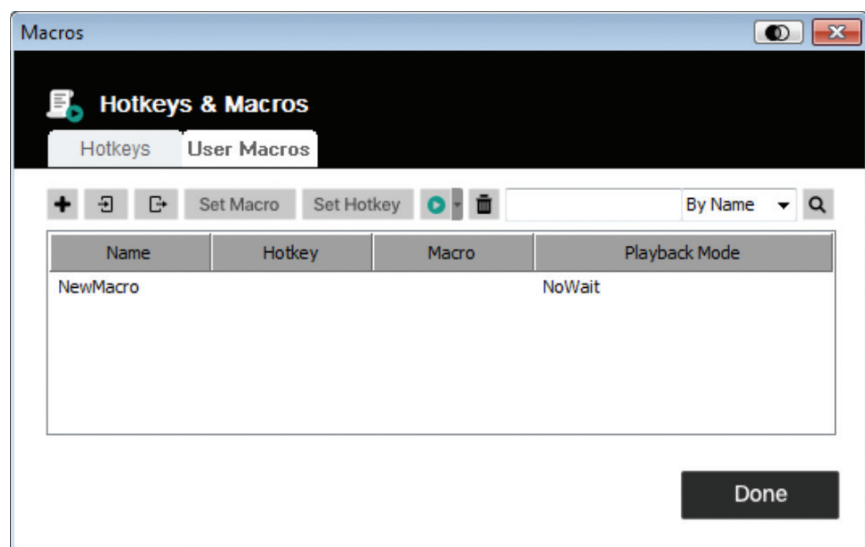 Macros
Hotkeys & Macros
Hotkeys User Macros
Set Macro Set Hotkey By Name
Name Hotkey Macro Playback Mode
NewMacro NoWait
Done